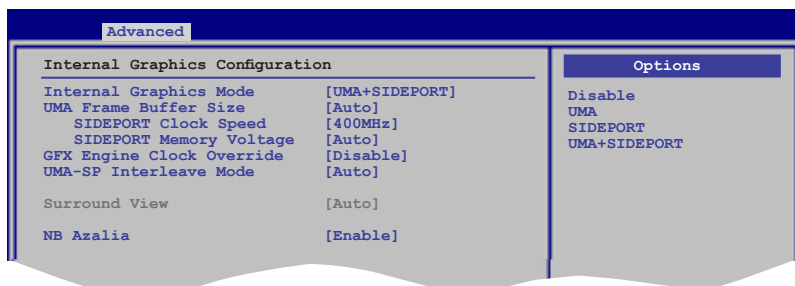 Advanced
Internal Graphics Configuration
Internal Graphics Mode [UMA+SIDEPORT]
UMA Frame Buffer Size [Auto]
SIDEPORT Clock Speed [400MHz]
SIDEPORT Memory Voltage [Auto]
GFX Engine Clock Override [Disable]
UMA-SP Interleave Mode [Auto]
Surround View [Auto]
NB Azalia [Enable]
Options
Disable
UMA
SIDEPORT
UMA+SIDEPORT